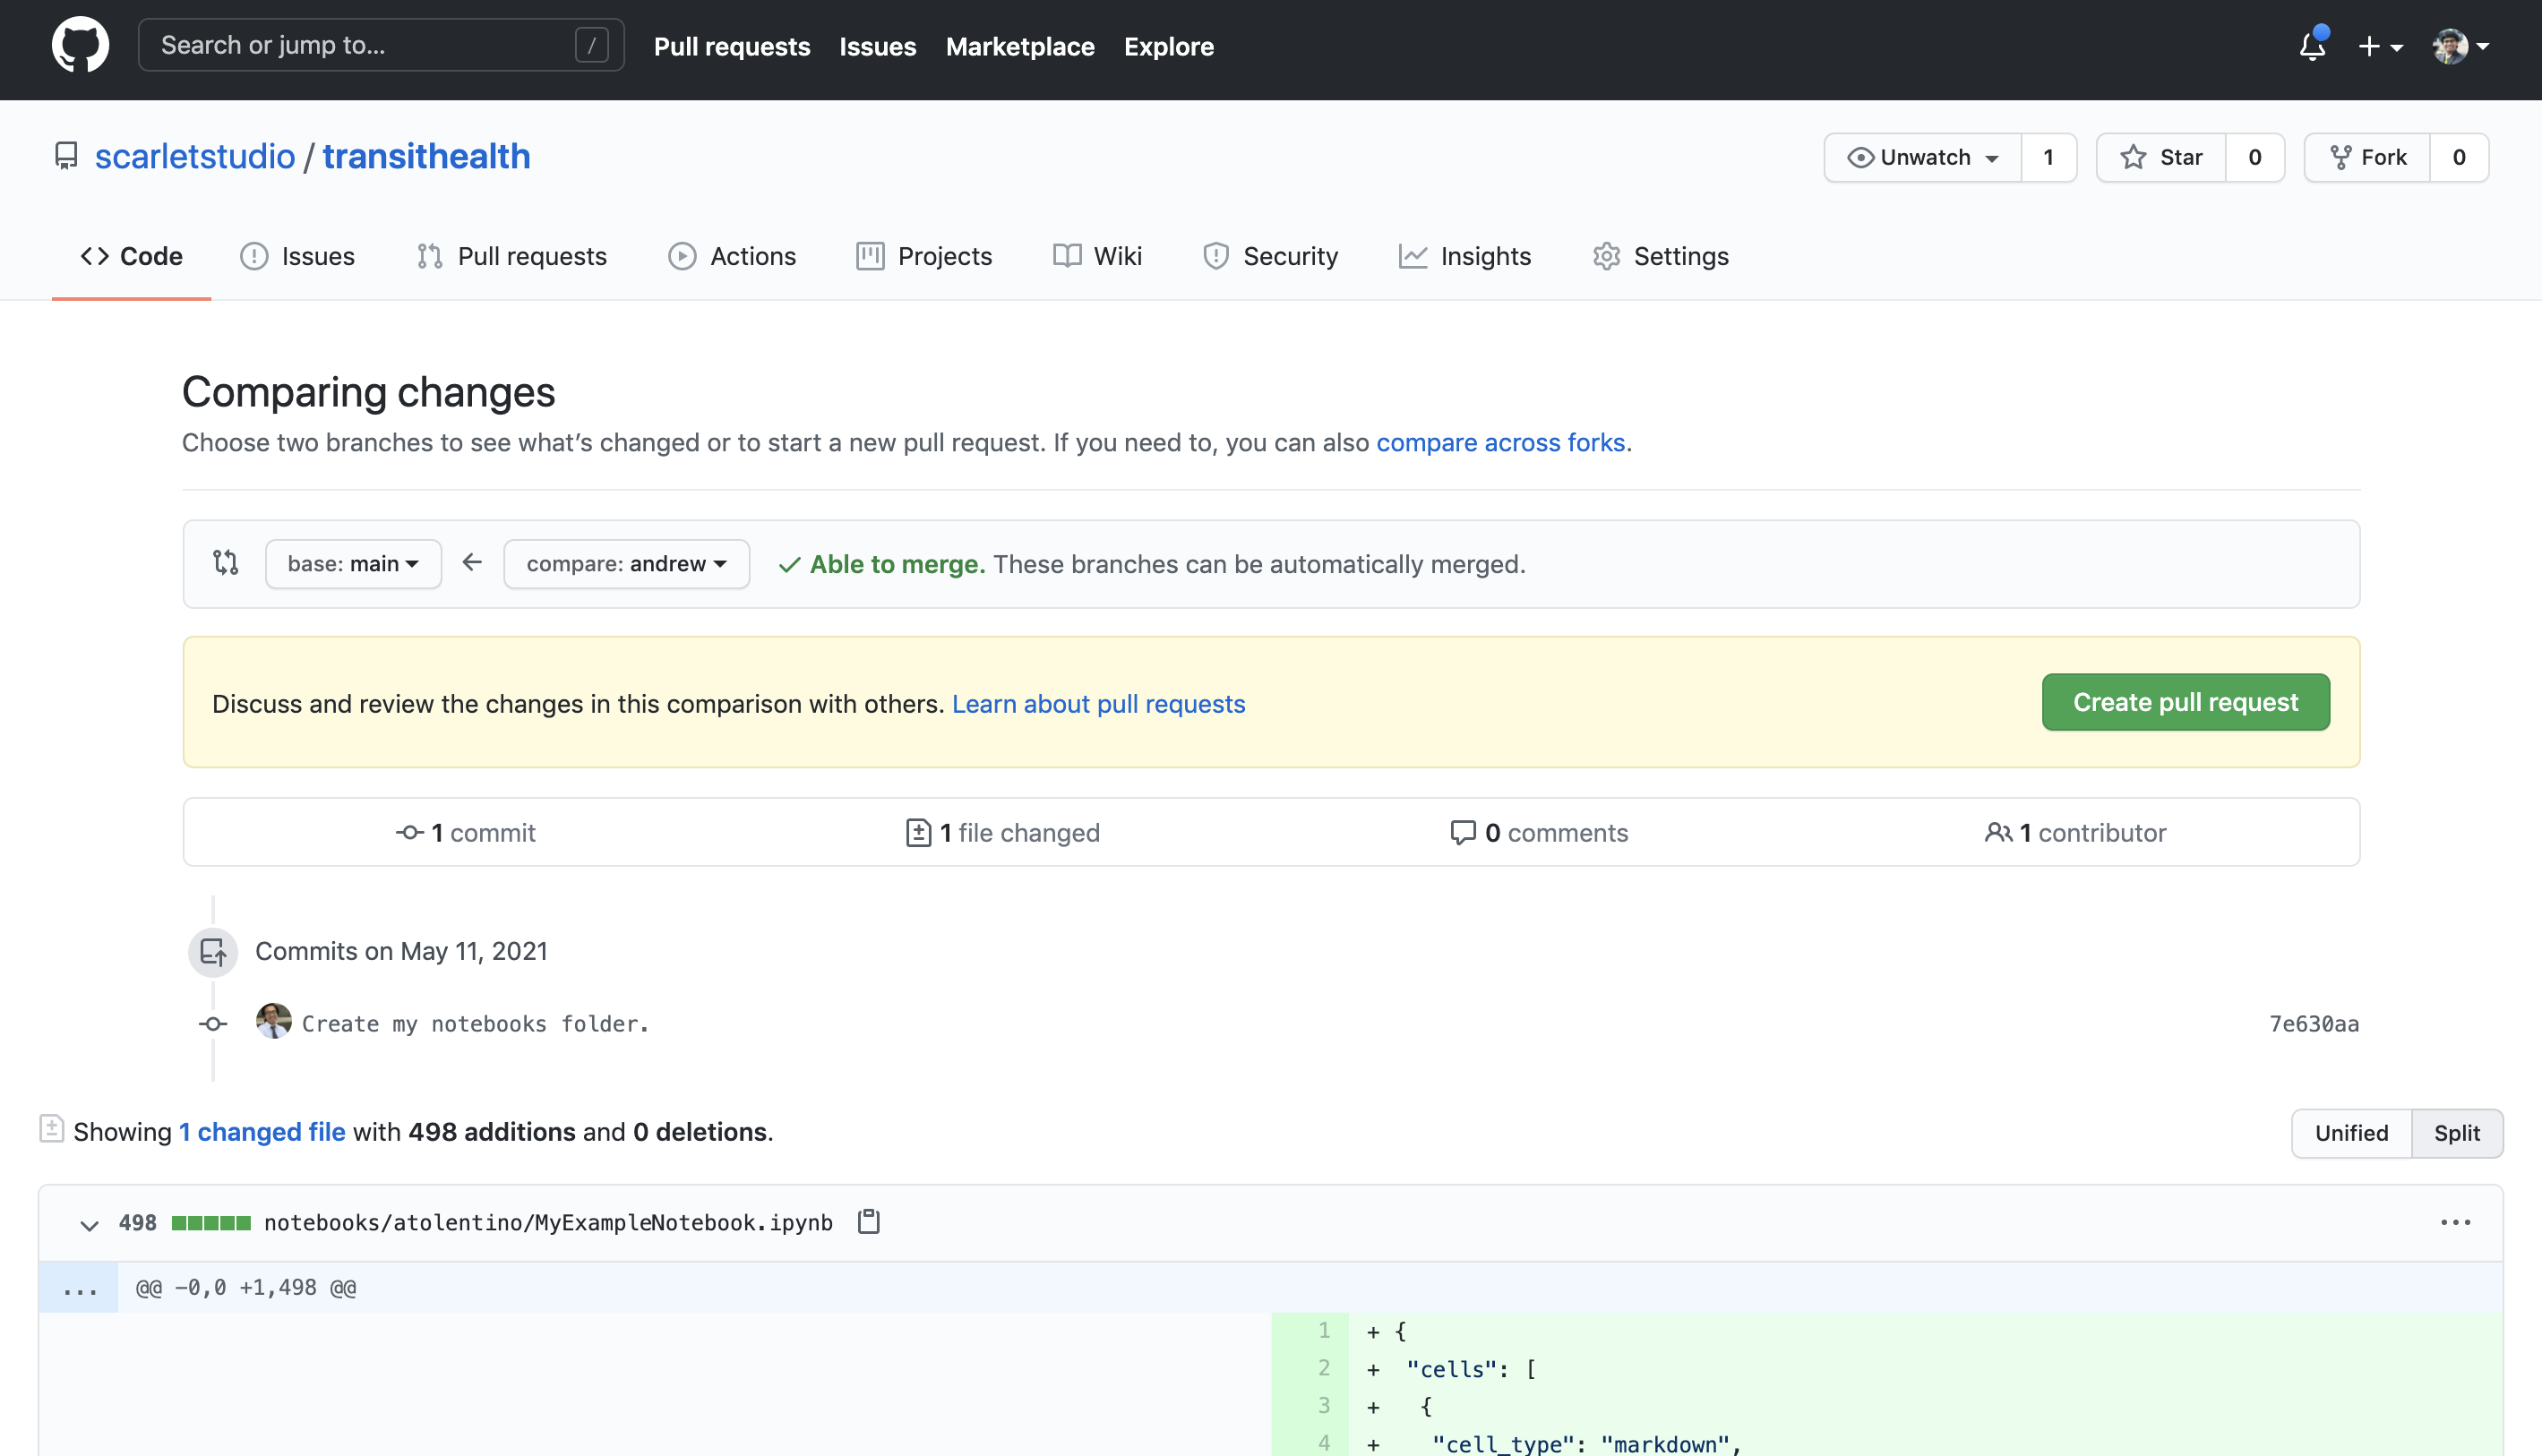 Search or jump to... /
Pull requests Issues Marketplace Explore
scarletstudio / transithealth
Unwatch 1 Star 0 Fork 0
Code Issues Pull requests Actions Projects Wiki Security Insights Settings
Comparing changes
Choose two branches to see what’s changed or to start a new pull request. If you need to, you can also compare across forks.
base: main ← compare: andrew Able to merge. These branches can be automatically merged.
Discuss and review the changes in this comparison with others. Learn about pull requests
Create pull request
1 commit 1 file changed 0 comments 1 contributor
Commits on May 11, 2021
Create my notebooks folder. 7e630aa
Showing 1 changed file with 498 additions and 0 deletions.
Unified Split
498 notebooks/atolentino/MyExampleNotebook.ipynb ...
... @@ -0,0 +1,498 @@
1 + {
2 + "cells": [
3 + {
4 + "cell_type": "markdown",